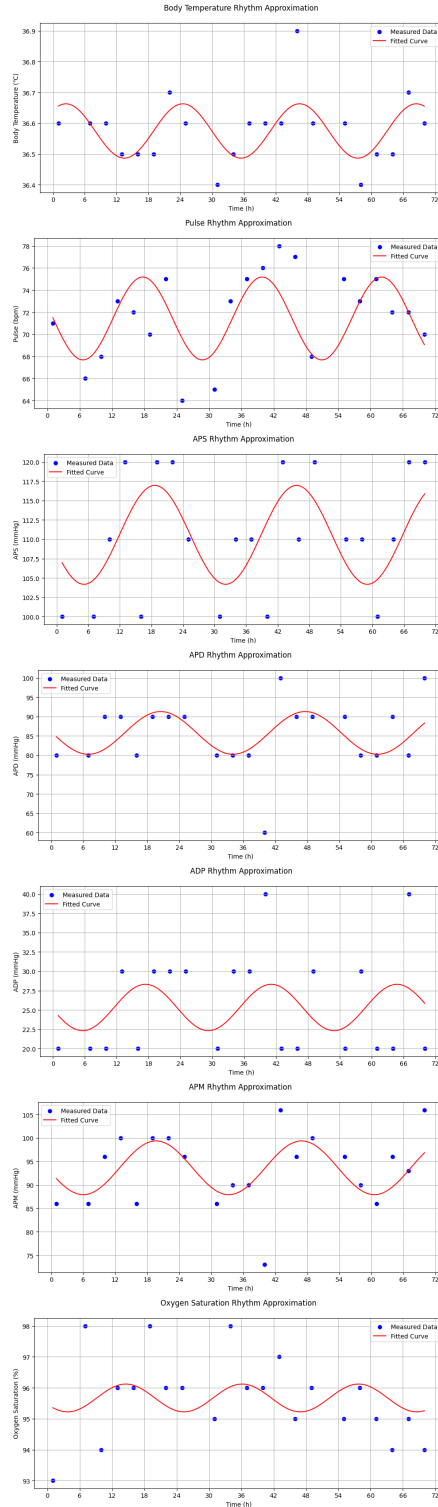 Body Temperature Rhythm Approximation
Measured Data
Fitted Curve
36.9
36.8
36.7
36.6
36.5
36.4
Body Temperature (°C)
0 6 12 18 24 30 36 42 48 54 60 66 72
Time (h)
Pulse Rhythm Approximation
Measured Data
Fitted Curve
78
76
74
72
70
68
66
64
Pulse (bpm)
0 6 12 18 24 30 36 42 48 54 60 66 72
Time (h)
APS Rhythm Approximation
Measured Data
Fitted Curve
120.0
117.5
115.0
112.5
110.0
107.5
105.0
102.5
100.0
APS (mmHg)
0 6 12 18 24 30 36 42 48 54 60 66 72
Time (h)
APD Rhythm Approximation
Measured Data
Fitted Curve
100
95
90
85
80
75
70
65
60
APD (mmHg)
0 6 12 18 24 30 36 42 48 54 60 66 72
Time (h)
ADP Rhythm Approximation
Measured Data
Fitted Curve
40.0
37.5
35.0
32.5
30.0
27.5
25.0
22.5
20.0
ADP (mmHg)
0 6 12 18 24 30 36 42 48 54 60 66 72
Time (h)
APM Rhythm Approximation
Measured Data
Fitted Curve
105
100
95
90
85
80
75
APM (mmHg)
0 6 12 18 24 30 36 42 48 54 60 66 72
Time (h)
Oxygen Saturation Rhythm Approximation
Measured Data
Fitted Curve
98
97
96
95
94
93
Oxygen Saturation (%)
0 6 12 18 24 30 36 42 48 54 60 66 72
Time (h)